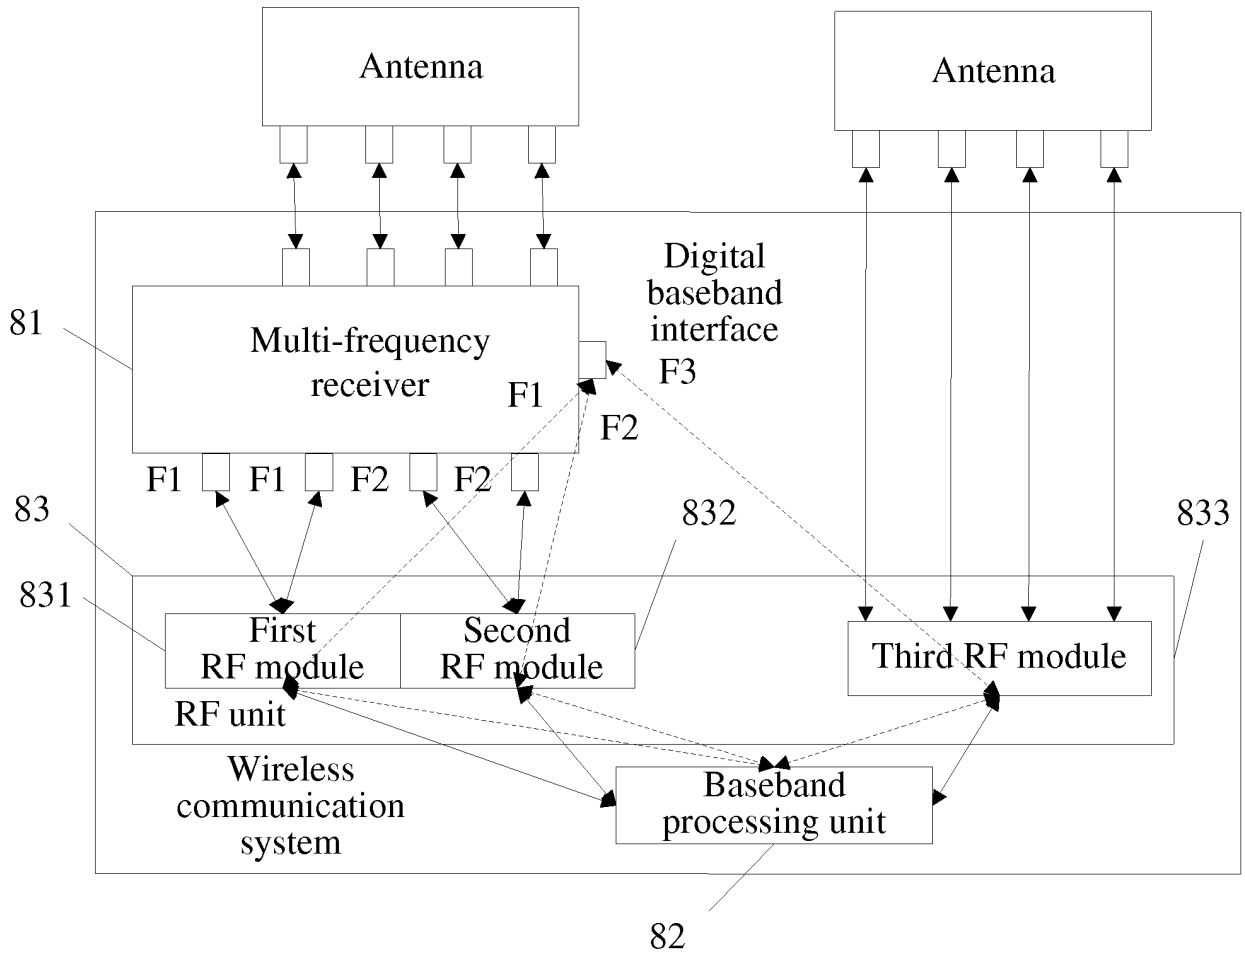 Antenna
Antenna
Digital
baseband
interface
81
Multi-frequency
receiver
F3
F1
F2
F1
F1
F2
F2
83
832
833
831
First
RF module
Second
RF module
Third RF module
RF unit
Wireless
communication
system
Baseband
processing unit
82